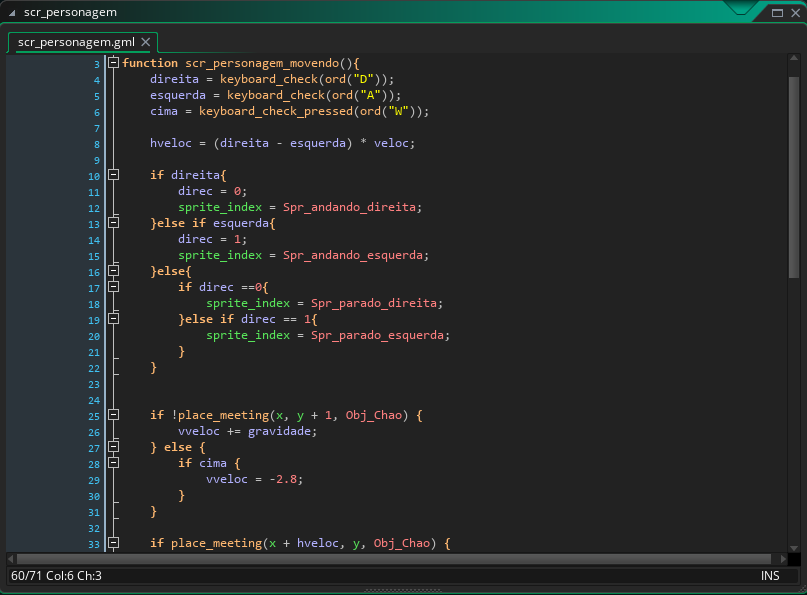 scr_personagem
scr_personagem.gml
3 function scr_personagem_movendo(){
4 direita = keyboard_check(ord("D"));
5 esquerda = keyboard_check(ord("A"));
6 cima = keyboard_check_pressed(ord("W"));
7
8 hveloc = (direita - esquerda) * veloc;
9
10 if direita{
11 direc = 0;
12 sprite_index = Spr_andando_direita;
13 }else if esquerda{
14 direc = 1;
15 sprite_index = Spr_andando_esquerda;
16 }else{
17 if direc ==0{
18 sprite_index = Spr_parado_direita;
19 }else if direc == 1{
20 sprite_index = Spr_parado_esquerda;
21 }
22 }
23
24
25 if !place_meeting(x, y + 1, Obj_Chao) {
26 vveloc += gravidade;
27 } else {
28 if cima {
29 vveloc = -2.8;
30 }
31 }
32
33 if place_meeting(x + hveloc, y, Obj_Chao) {
60/71 Col:6 Ch:3 INS